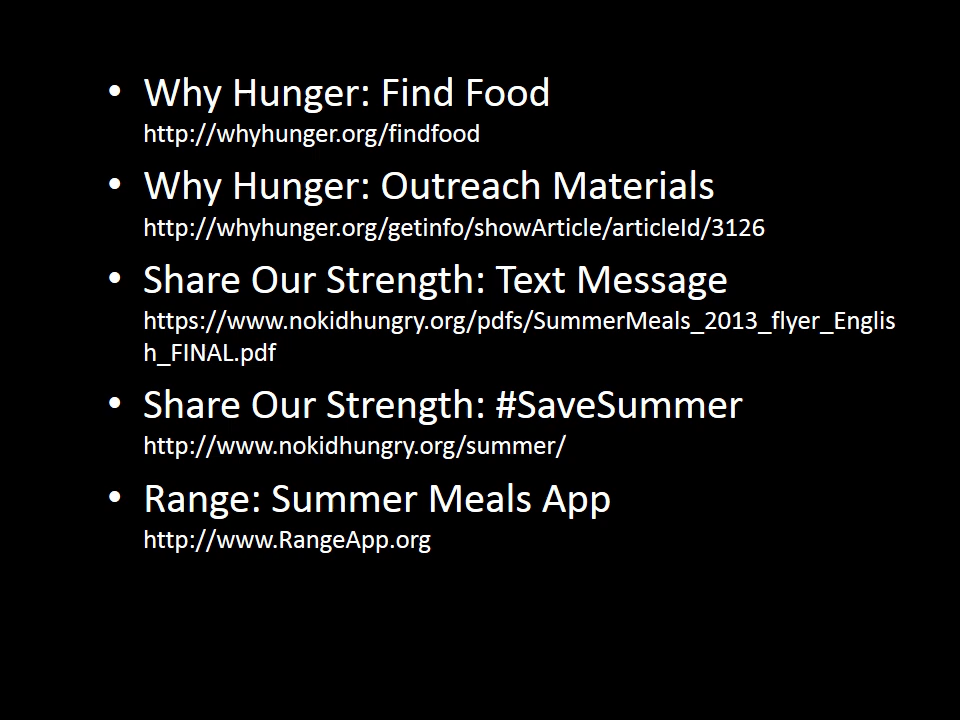 • Why Hunger: Find Food
http://whyhunger.org/findfood
• Why Hunger: Outreach Materials
http://whyhunger.org/getinfo/showArticle/articleId/3126
• Share Our Strength: Text Message
https://www.nokidhungry.org/pdfs/SummerMeals_2013_flyer_Englis
h_FINAL.pdf
• Share Our Strength: #SaveSummer
http://www.nokidhungry.org/summer/
• Range: Summer Meals App
http://www.RangeApp.org